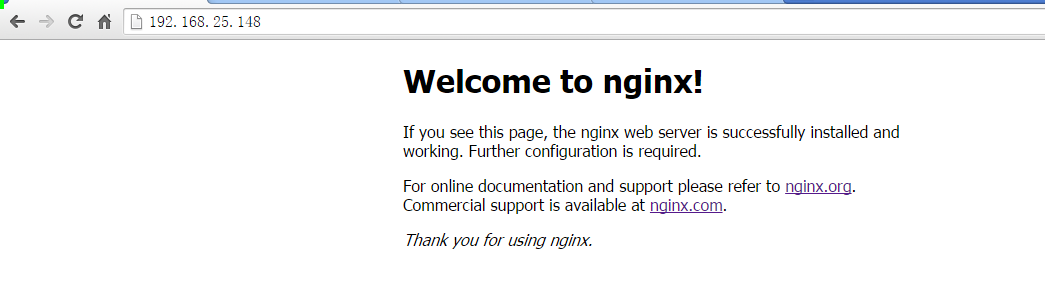 192.168.25.148
Welcome to nginx!
If you see this page, the nginx web server is successfully installed and
working. Further configuration is required.
For online documentation and support please refer to nginx.org.
Commercial support is available at nginx.com.
Thank you for using nginx.